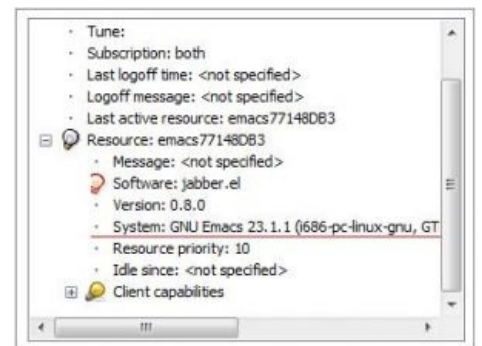 Tune:
Subscription: both
Last logoff time: <not specified>
Logoff message: <not specified>
Last active resource: emacs77148DB3
Resource: emacs77148DB3
Message: <not specified>
Software: jabber.el
Version: 0.8.0
System: GNU Emacs 23.1.1 (i686-pc-linux-gnu, GT
Resource priority: 10
Idle since: <not specified>
Client capabilities